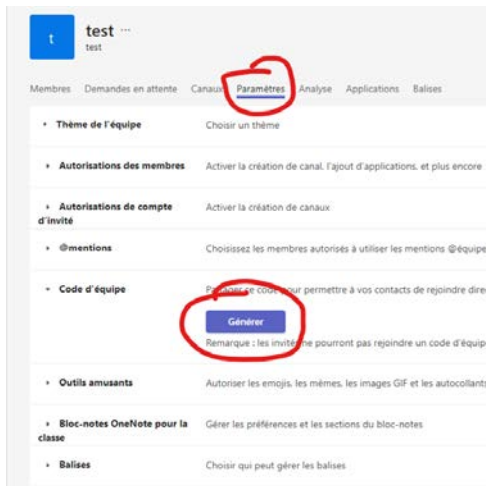 t
test ...
test
Membres Demandes en attente Canaux Paramètres Analyse Applications Balises
Thème de l'équipe Choisir un thème
Autorisations des membres Activer la création de canal, l'ajout d'applications, et plus encore
Autorisations de compte d'invité Activer la création de canaux
@mentions Choisissez les membres autorisés à utiliser les mentions @équipe
Code d'équipe Partager ce code pour permettre à vos contacts de rejoindre
Générer
Remarque : les invités ne pourront pas rejoindre un code d'équip
Outils amusants Autoriser les emojis, les mèmes, les images GIF et les autocollants
Bloc-notes OneNote pour la classe Gérer les préférences et les sections du bloc-notes
Balises Choisir qui peut gérer les balises